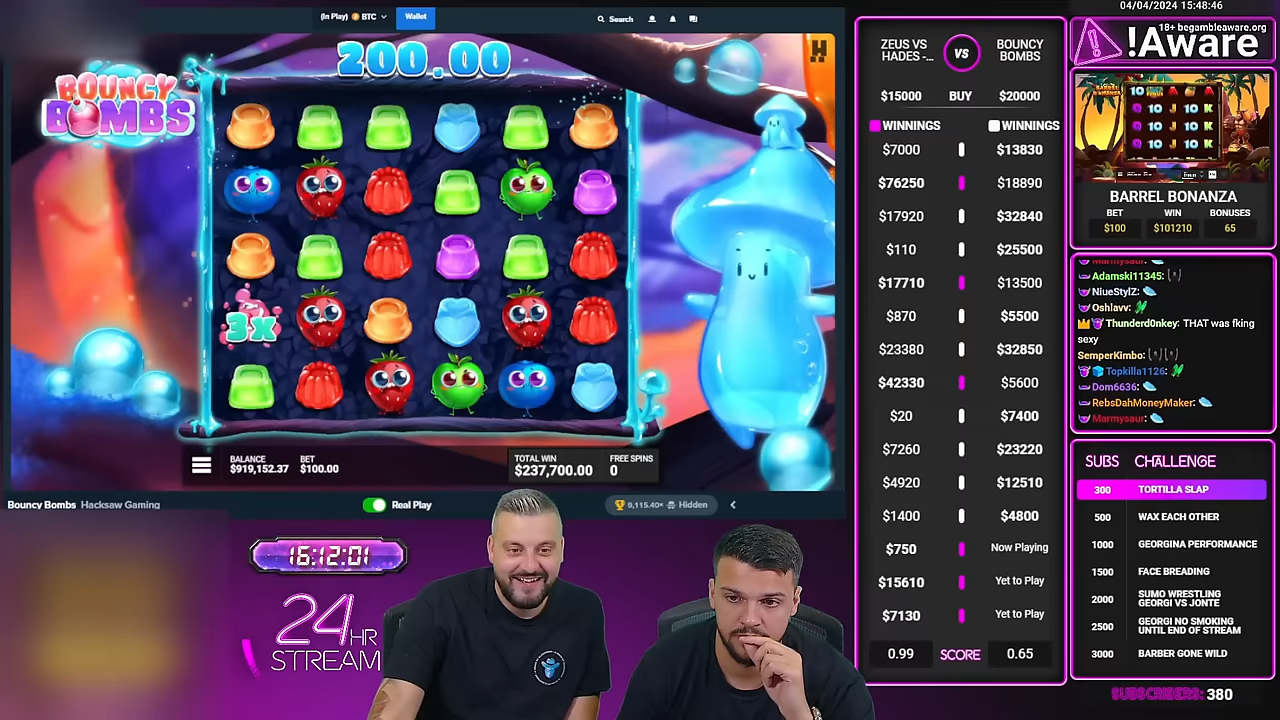 (In Play) BTC
Wallet
Search
200.00
BOUNCY
BOMBS
3x
BALANCE
$919,152.37
BET
$100.00
TOTAL WIN
$237,700.00
FREE SPINS
0
Bouncy Bombs Hacksaw Gaming
Real Play
9,115.40× Hidden
16:12:01
24HR
STREAM
ZEUS VS
HADES -...
VS
BOUNCY
BOMBS
$15000 BUY $20000
WINNINGS WINNINGS
$7000 $13830
$76250 $18890
$17920 $32840
$110 $25500
$17710 $13500
$870 $5500
$23380 $32850
$42330 $5600
$20 $7400
$7260 $23220
$4920 $12510
$1400 $4800
$750 Now Playing
$15610 Yet to Play
$7130 Yet to Play
0.99 SCORE 0.65
04/04/2024 15:48:46
18+ begambleaware.org
!Aware
BARREL BONANZA
BET WIN BONUSES
$100 $101210 65
Marmysaur:
Adamski11345:
NiueStylZ:
Oshlavv:
Thunderd0nkey: THAT was fking
sexy
SemperKimbo:
Topkilla1126:
Dom6636:
RebsDahMoneyMaker:
Marmysaur:
SUBS CHALLENGE
300 TORTILLA SLAP
500 WAX EACH OTHER
1000 GEORGINA PERFORMANCE
1500 FACE BREADING
2000 SUMO WRESTLING
GEORGI VS JONTE
2500 GEORGI NO SMOKING
UNTIL END OF STREAM
3000 BARBER GONE WILD
SUBSCRIBERS: 380